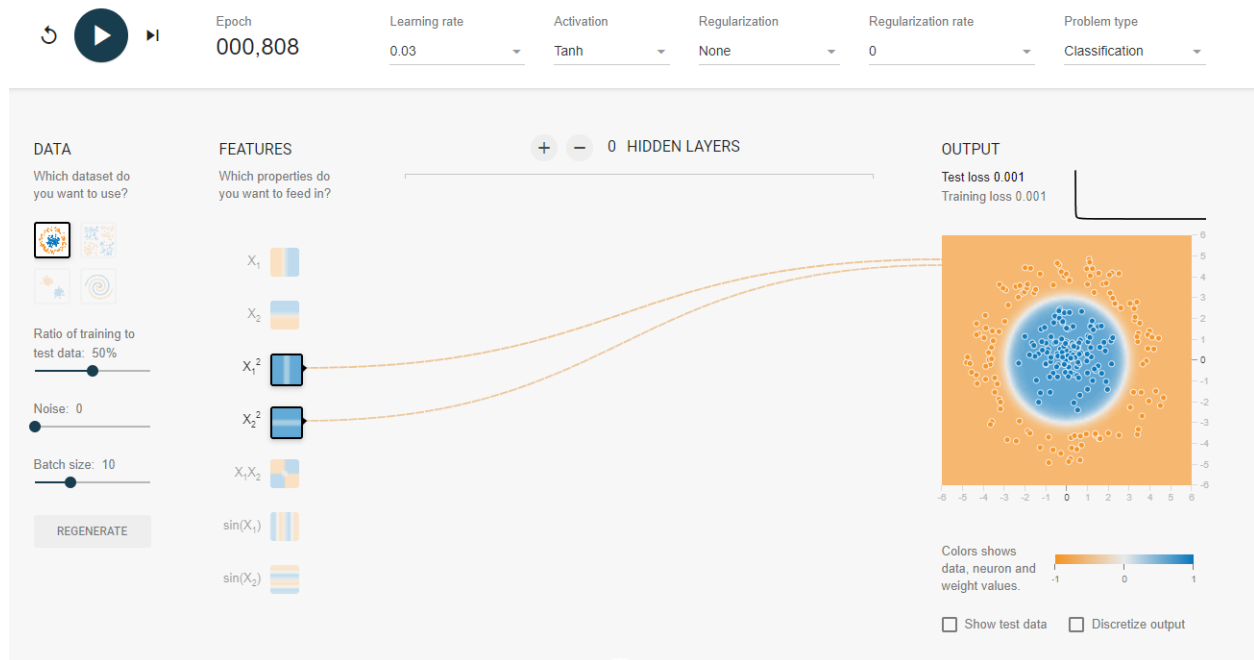 Epoch
000,808
Learning rate
0.03
Activation
Tanh
Regularization
None
Regularization rate
0
Problem type
Classification
DATA
Which dataset do
you want to use?
Ratio of training to
test data: 50%
Noise: 0
Batch size: 10
REGENERATE
FEATURES
Which properties do
you want to feed in?
X₁
X₂
X₁²
X₂²
X₁X₂
sin(X₁)
sin(X₂)
+ − 0 HIDDEN LAYERS
OUTPUT
Test loss 0.001
Training loss 0.001
6
5
4
3
2
1
0
-1
-2
-3
-4
-5
-6
-6 -5 -4 -3 -2 -1 0 1 2 3 4 5 6
Colors shows
data, neuron and
weight values.
-1 0 1
Show test data
Discretize output